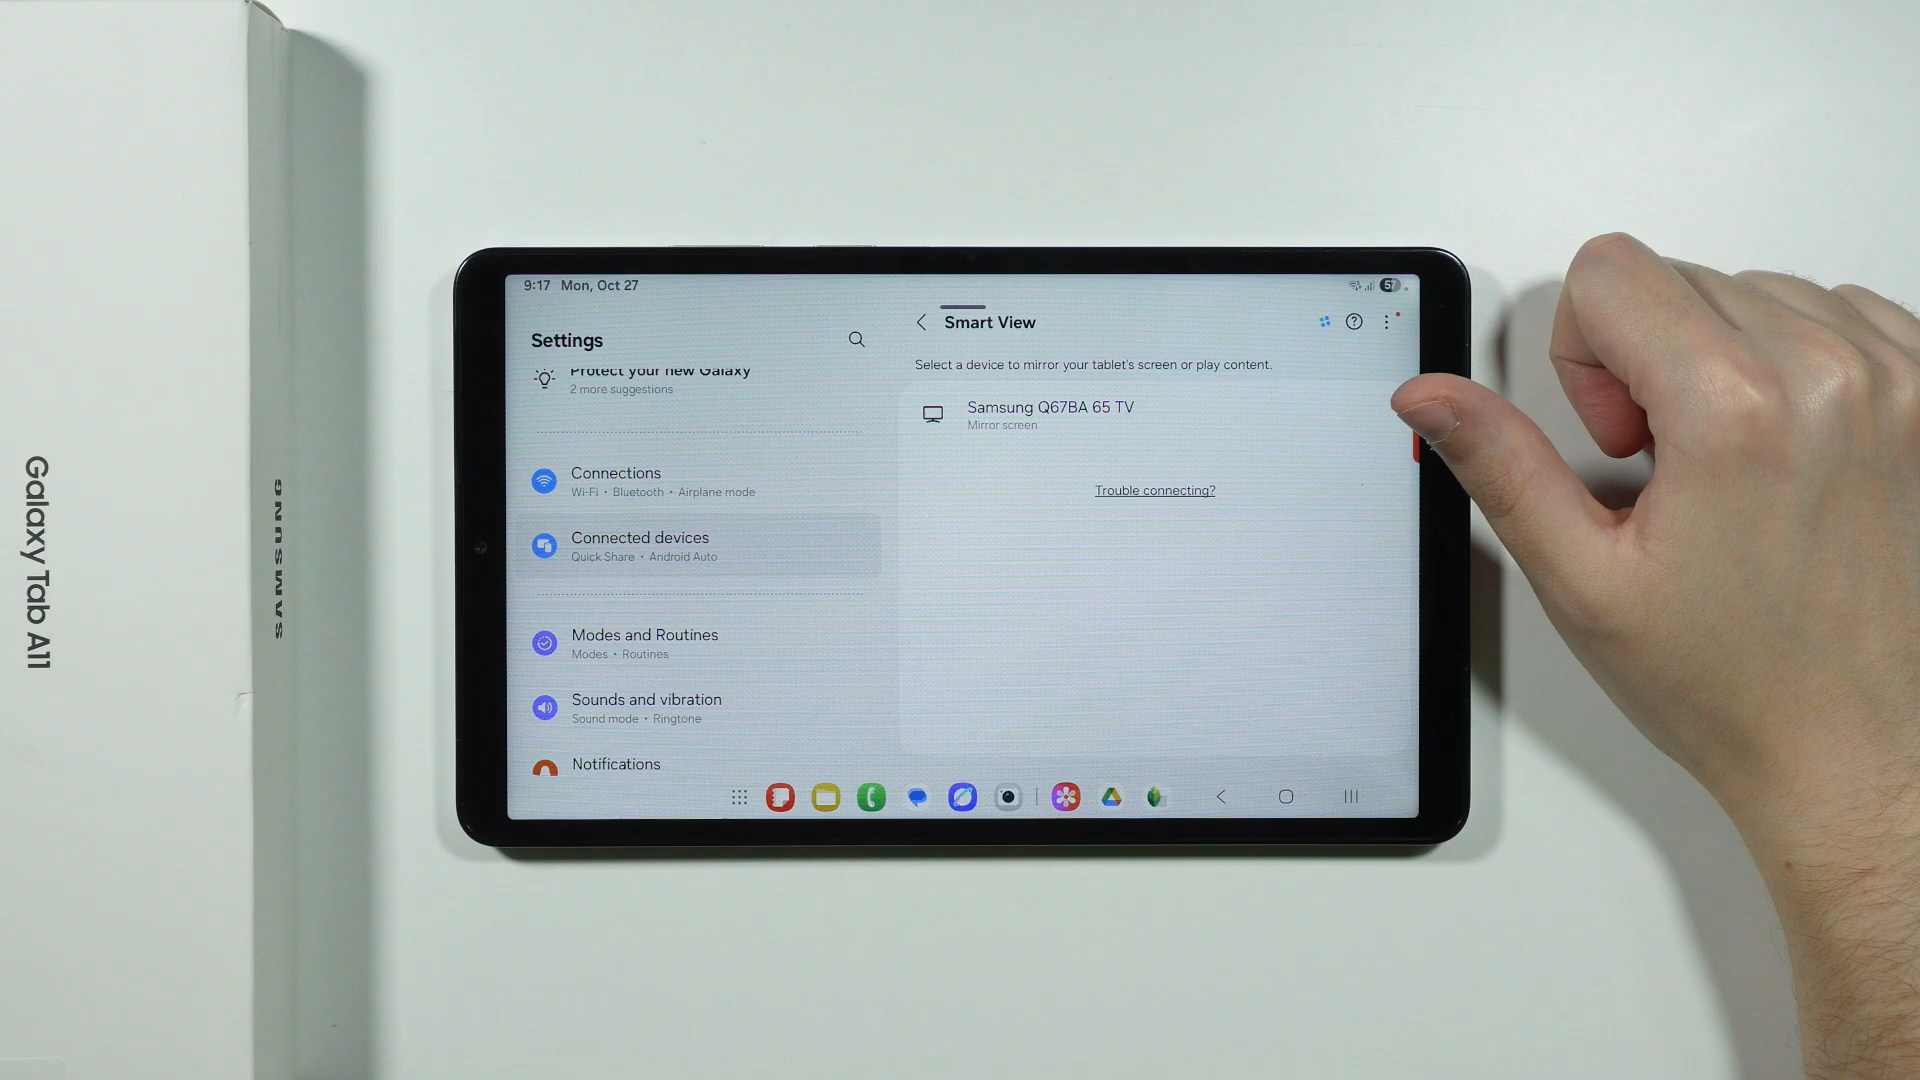 Galaxy Tab A11
SAMSUNG
9:17 Mon, Oct 27
57
Settings
Protect your new Galaxy
2 more suggestions
Connections
Wi-Fi • Bluetooth • Airplane mode
Connected devices
Quick Share • Android Auto
Modes and Routines
Modes • Routines
Sounds and vibration
Sound mode • Ringtone
Notifications
Smart View
Select a device to mirror your tablet's screen or play content.
Samsung Q67BA 65 TV
Mirror screen
Trouble connecting?